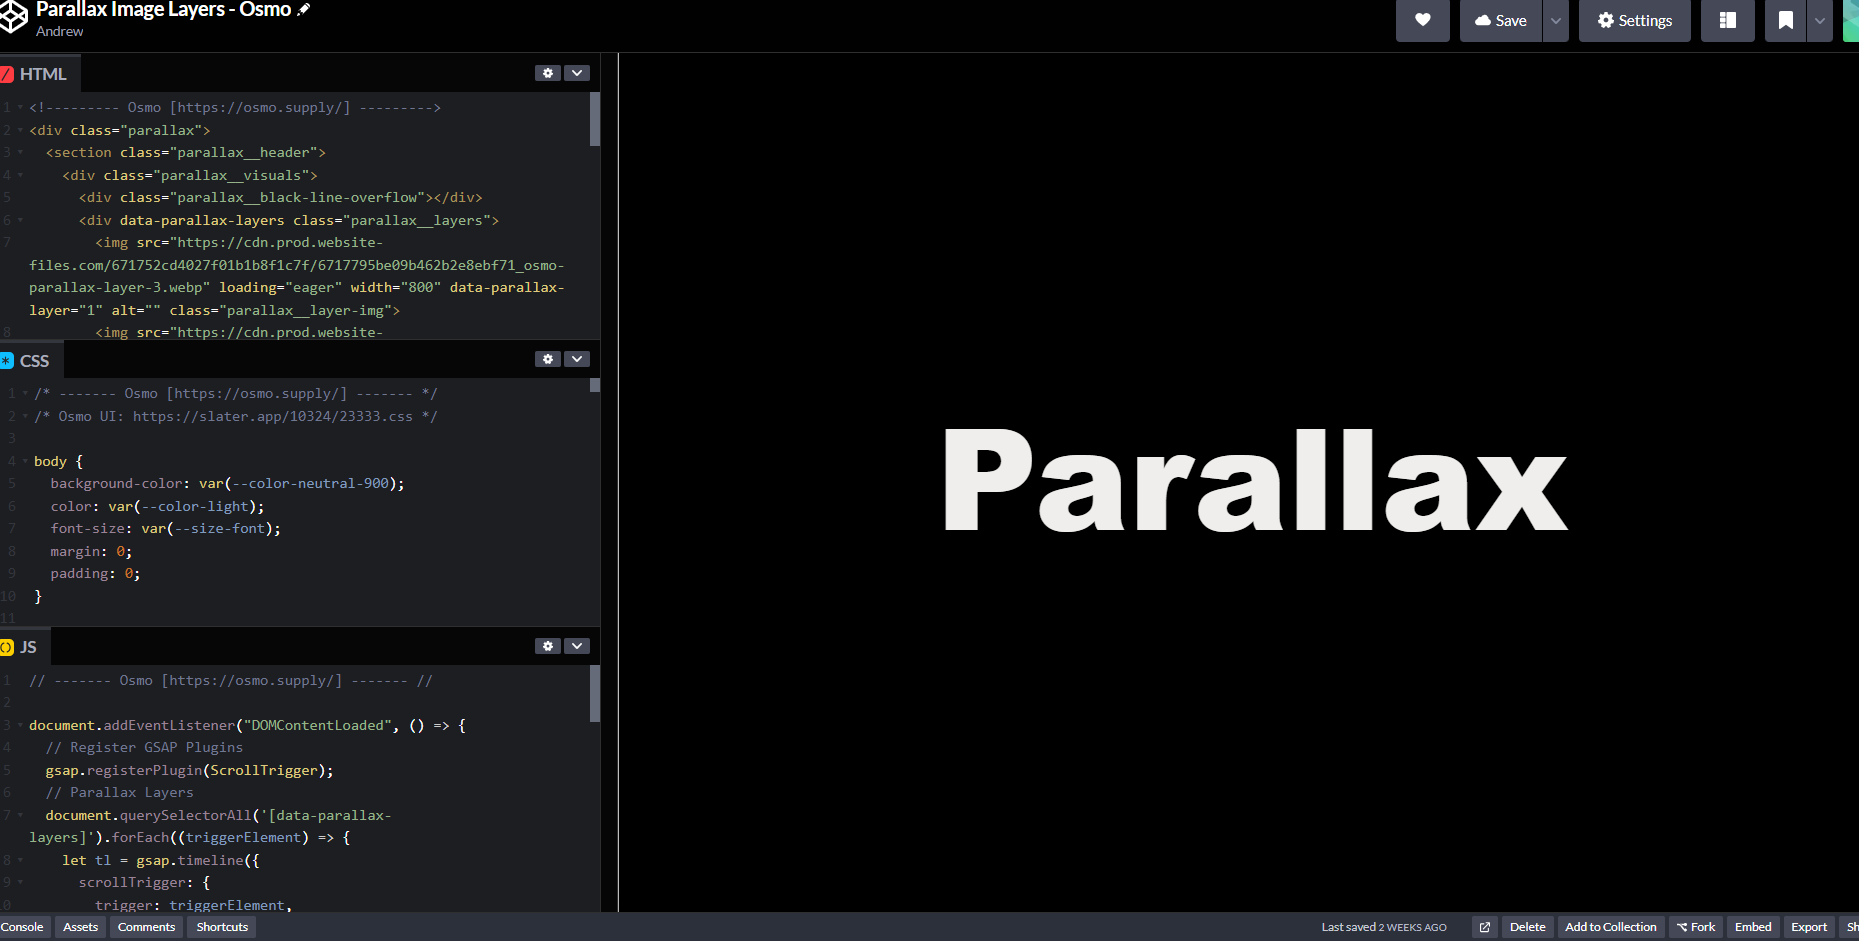 Parallax Image Layers - Osmo
Andrew
Save
Settings
HTML
1 <!--------- Osmo [https://osmo.supply/] --------->
2 <div class="parallax">
3 <section class="parallax__header">
4 <div class="parallax__visuals">
5 <div class="parallax__black-line-overflow"></div>
6 <div data-parallax-layers class="parallax__layers">
7 <img src="https://cdn.prod.website-
files.com/671752cd4027f01b1b8f1c7f/6717795be09b462b2e8ebf71_osmo-
parallax-layer-3.webp" loading="eager" width="800" data-parallax-
layer="1" alt="" class="parallax__layer-img">
8 <img src="https://cdn.prod.website-
CSS
1 /* ------- Osmo [https://osmo.supply/] ------- */
2 /* Osmo UI: https://slater.app/10324/23333.css */
3
4 body {
5 background-color: var(--color-neutral-900);
6 color: var(--color-light);
7 font-size: var(--size-font);
8 margin: 0;
9 padding: 0;
10 }
11
JS
1 // ------- Osmo [https://osmo.supply/] ------- //
2
3 document.addEventListener("DOMContentLoaded", () => {
4 // Register GSAP Plugins
5 gsap.registerPlugin(ScrollTrigger);
6 // Parallax Layers
7 document.querySelectorAll('[data-parallax-
layers]').forEach((triggerElement) => {
8 let tl = gsap.timeline({
9 scrollTrigger: {
0 trigger: triggerElement,
Parallax
Console Assets Comments Shortcuts
Last saved 2 WEEKS AGO
Delete Add to Collection Fork Embed Export Sh